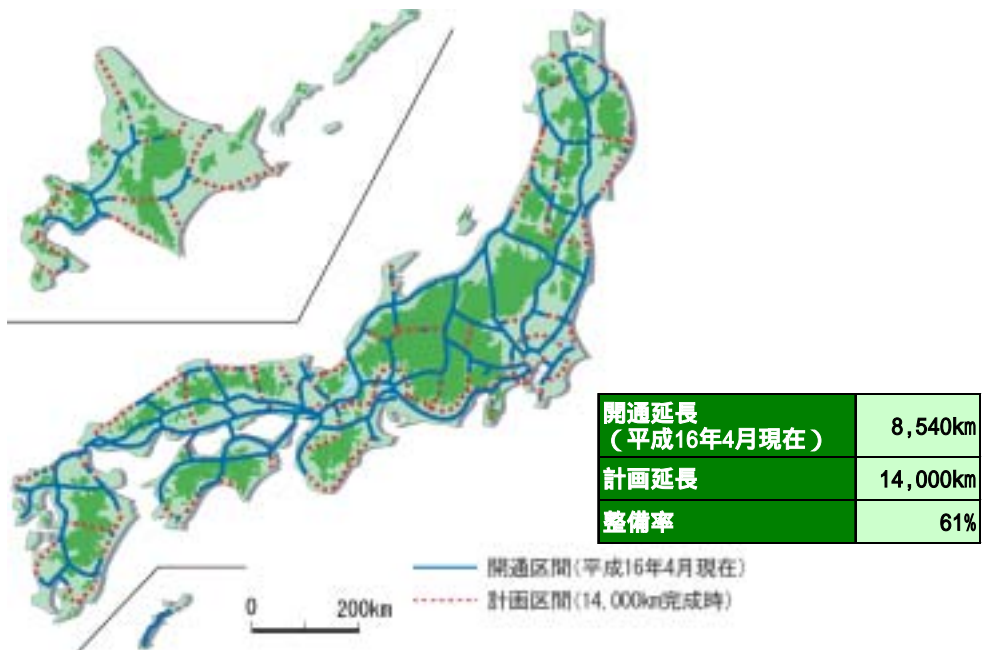 開通延長
（平成16年4月現在）
8,540km
計画延長
14,000km
整備率
61%
開通区間(平成16年4月現在)
計画区間(14,000km完成時)
0
200km